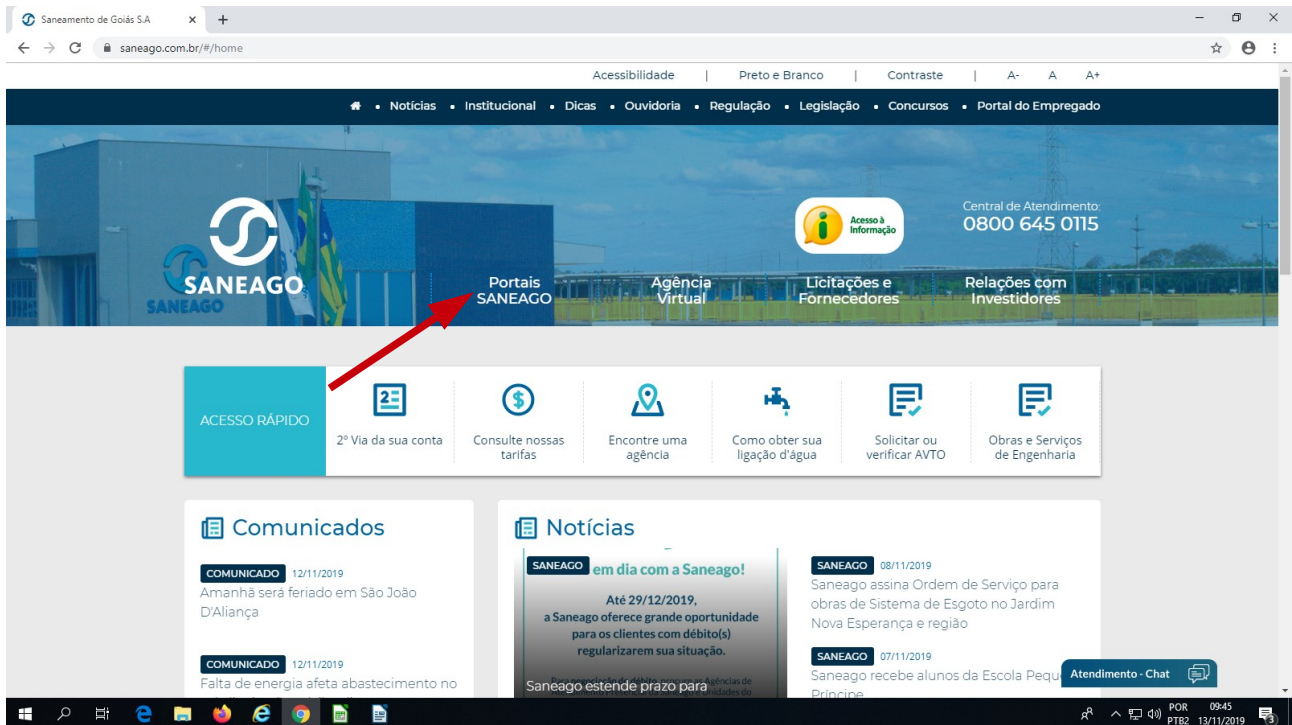 Saneamento de Goiás S.A
saneago.com.br/#/home
Acessibilidade | Preto e Branco | Contraste | A- A A+
Notícias • Institucional • Dicas • Ouvidoria • Regulação • Legislação • Concursos • Portal do Empregado
SANEAGO
SANEAGO
Acesso à
Informação
Central de Atendimento:
0800 645 0115
Portais
SANEAGO
Agência
Virtual
Licitações e
Fornecedores
Relações com
Investidores
ACESSO RÁPIDO
2º Via da sua conta
Consulte nossas
tarifas
Encontre uma
agência
Como obter sua
ligação d'água
Solicitar ou
verificar AVTO
Obras e Serviços
de Engenharia
Comunicados
COMUNICADO 12/11/2019
Amanhã será feriado em São João
D'Aliança
COMUNICADO 12/11/2019
Falta de energia afeta abastecimento no
Notícias
SANEAGO
em dia com a Saneago!
Até 29/12/2019,
a Saneago oferece grande oportunidade
para os clientes com débito(s)
regularizarem sua situação.
Saneago estende prazo para
SANEAGO 08/11/2019
Saneago assina Ordem de Serviço para
obras de Sistema de Esgoto no Jardim
Nova Esperança e região
SANEAGO 07/11/2019
Saneago recebe alunos da Escola Pequ
Príncipe
Atendimento - Chat
POR 09:45
PTB2 13/11/2019